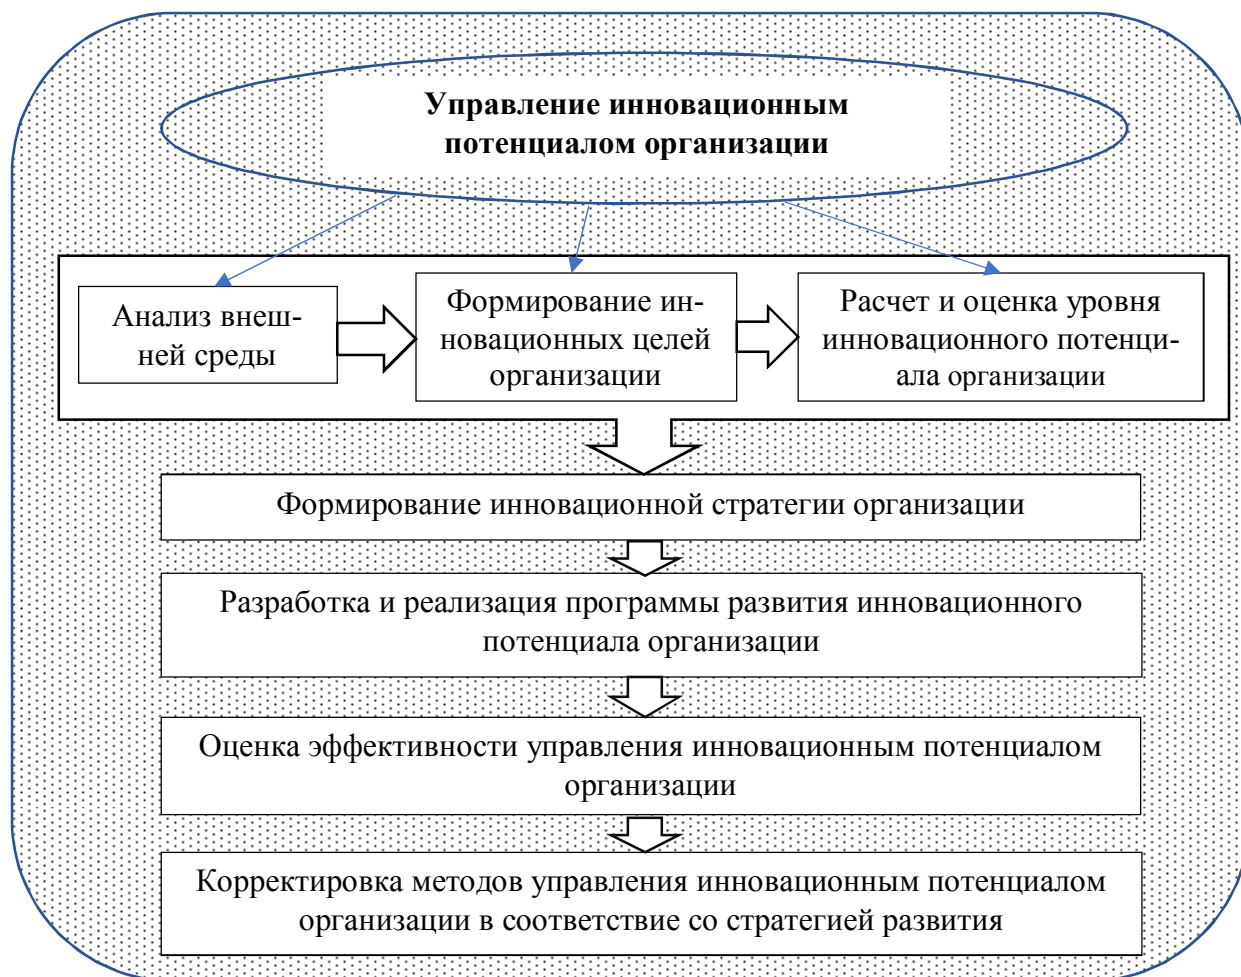 Управление инновационным
потенциалом организации
Анализ внеш-
ней среды
Формирование ин-
новационных целей
организации
Расчет и оценка уровня
инновационного потенци-
ала организации
Формирование инновационной стратегии организации
Разработка и реализация программы развития инновационного
потенциала организации
Оценка эффективности управления инновационным потенциалом
организации
Корректировка методов управления инновационным потенциалом
организации в соответствие со стратегией развития